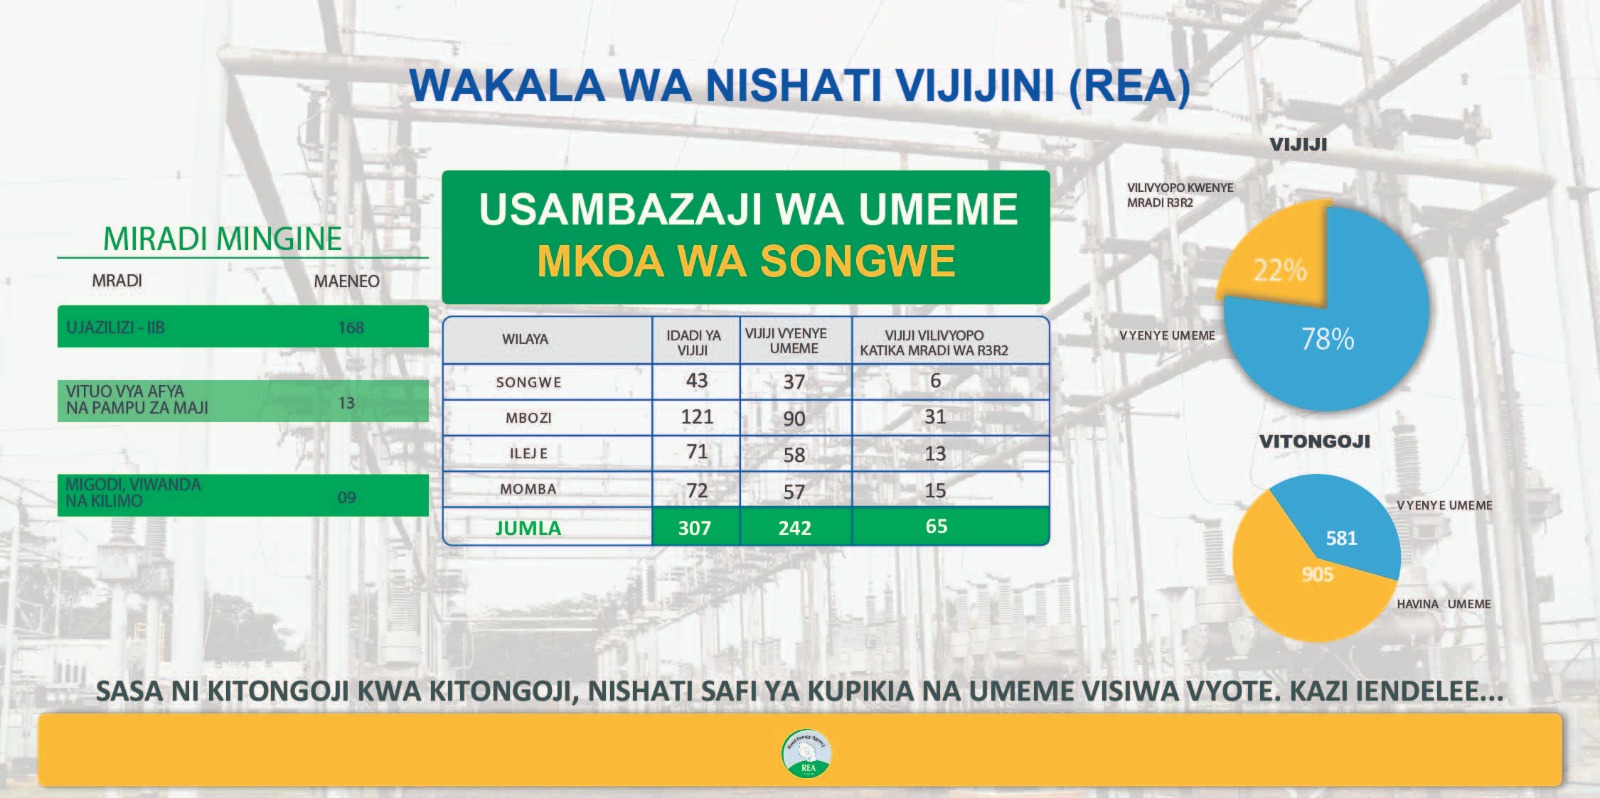 WAKALA WA NISHATI VIJIJINI (REA)
MIRADI MINGINE
MRADI MAENEO
UJAZILIZI - IIB 168
VITUO VYA AFYA
NA PAMPU ZA MAJI 13
MIGODI, VIWANDA
NA KILIMO 09
USAMBAZAJI WA UMEME
MKOA WA SONGWE
WILAYA IDADI YA VIJIJI VIJIJI VYENYE UMEME VIJIJI VILIVYOPO KATIKA MRADI WA R3R2
SONGWE 43 37 6
MBOZI 121 90 31
ILEJE 71 58 13
MOMBA 72 57 15
JUMLA 307 242 65
VIJIJI
VILIVYOPO KWENYE
MRADI R3R2
22%
VYENYE UMEME
78%
VITONGOJI
VYENYE UMEME
581
905
HAVINA UMEME
SASA NI KITONGOJI KWA KITONGOJI, NISHATI SAFI YA KUPIKIA NA UMEME VISIWA VYOTE. KAZI IENDELEE...
REA